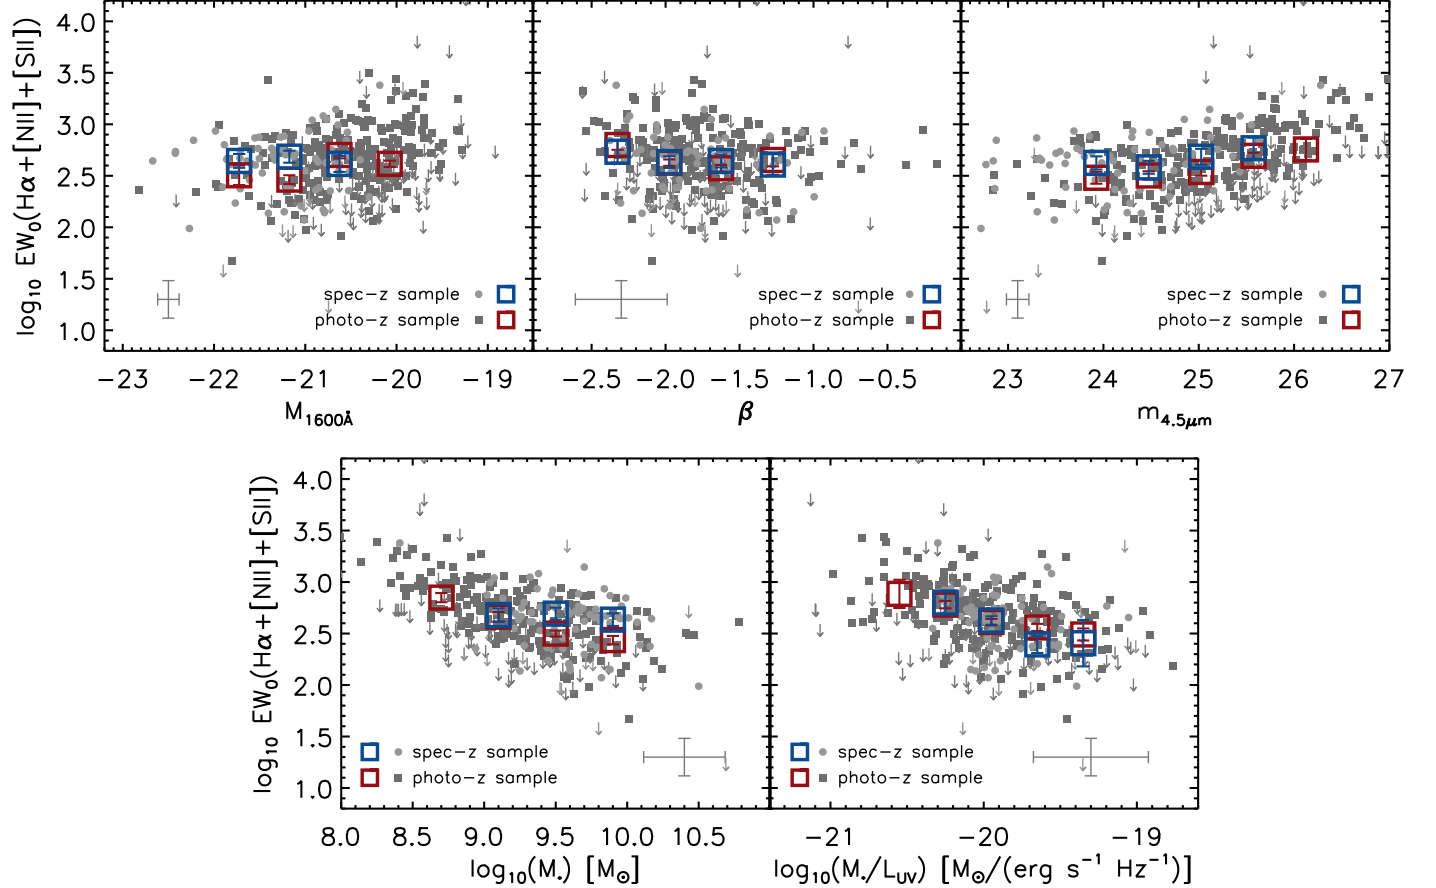 log₁₀ EW₀(Hα+[NII]+[SII])
4.0
3.5
3.0
2.5
2.0
1.5
1.0
spec−z sample
photo−z sample
−23 −22 −21 −20 −19
M₁₆₀₀Å
spec−z sample
photo−z sample
−2.5 −2.0 −1.5 −1.0 −0.5
β
spec−z sample
photo−z sample
23 24 25 26 27
m₄.₅μm
log₁₀ EW₀(Hα+[NII]+[SII])
4.0
3.5
3.0
2.5
2.0
1.5
1.0
spec−z sample
photo−z sample
8.0 8.5 9.0 9.5 10.0 10.5
log₁₀(M⋆) [M⊙]
spec−z sample
photo−z sample
−21 −20 −19
log₁₀(M⋆/L_UV) [M⊙/(erg s⁻¹ Hz⁻¹)]